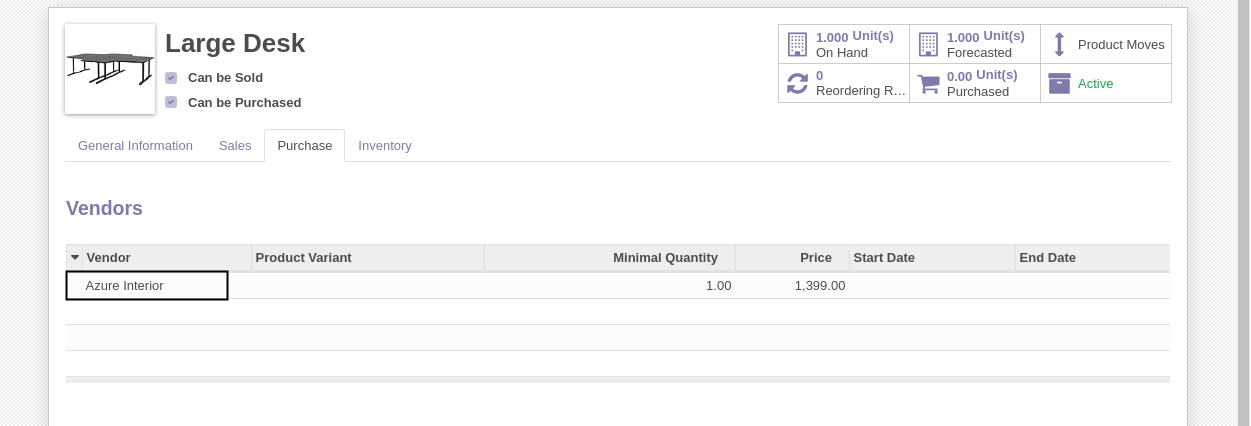 Large Desk
Can be Sold
Can be Purchased
1.000 Unit(s)
On Hand
1.000 Unit(s)
Forecasted
Product Moves
0
Reordering R…
0.00 Unit(s)
Purchased
Active
General Information Sales Purchase Inventory
Vendors
Vendor Product Variant Minimal Quantity Price Start Date End Date
Azure Interior 1.00 1,399.00